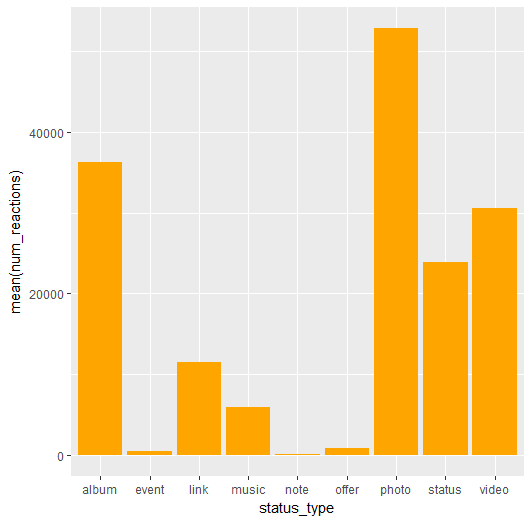 mean(num_reactions)
40000
20000
0
album event link music note offer photo status video
status_type